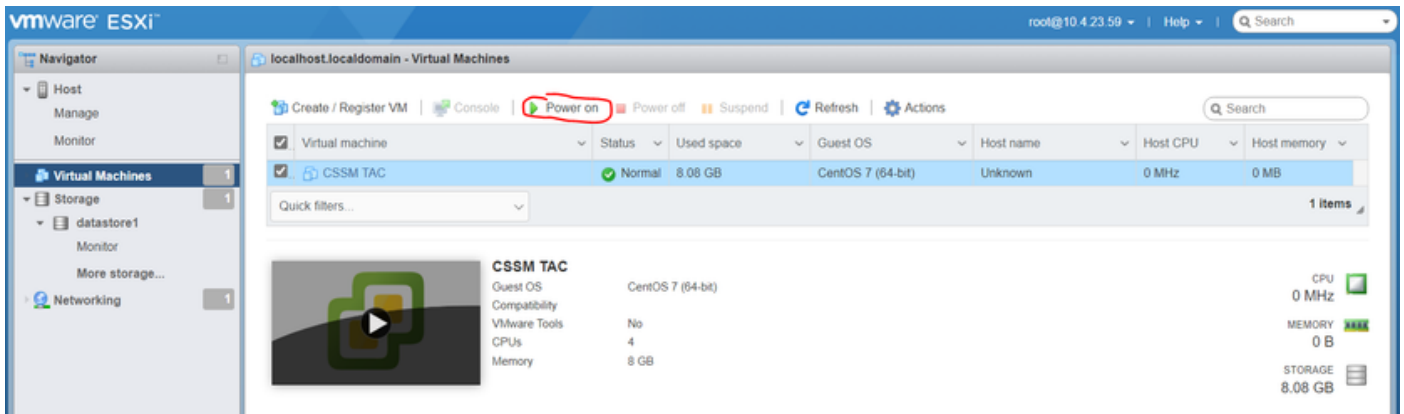 vmware ESXi™
root@10.4.23.59 | Help | Search
Navigator
localhost.localdomain - Virtual Machines
Host
Manage
Monitor
Virtual Machines 1
Storage 1
datastore1
Monitor
More storage...
Networking 1
Create / Register VM | Console | Power on Power off Suspend | Refresh | Actions
Search
Virtual machine Status Used space Guest OS Host name Host CPU Host memory
CSSM TAC Normal 8.08 GB CentOS 7 (64-bit) Unknown 0 MHz 0 MB
Quick filters...
1 items
CSSM TAC
Guest OS CentOS 7 (64-bit)
Compatibility
VMware Tools No
CPUs 4
Memory 8 GB
CPU
0 MHz
MEMORY
0 B
STORAGE
8.08 GB